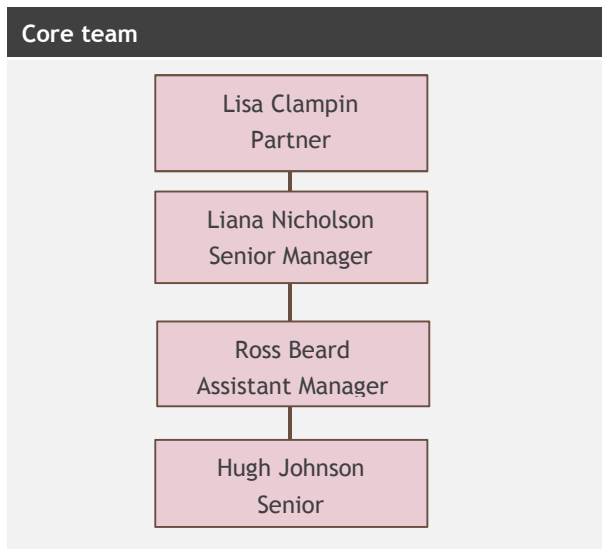 Core team
Lisa Clampin
Partner
Liana Nicholson
Senior Manager
Ross Beard
Assistant Manager
Hugh Johnson
Senior